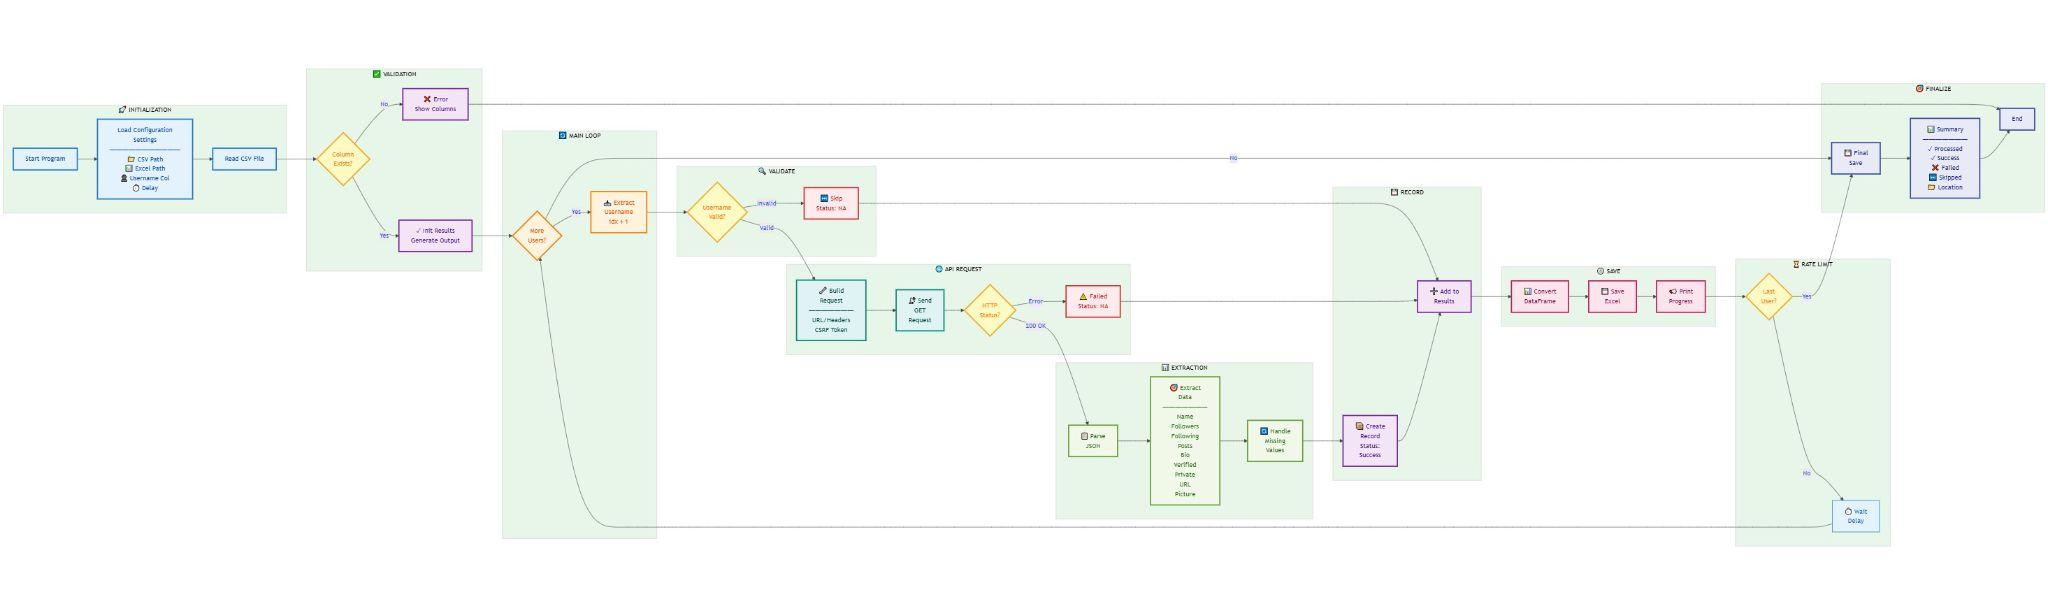 INITIALIZATION
Start Program
Load Configuration
Settings
CSV Path
Excel Path
Username Col
Delay
Read CSV File
VALIDATION
Column
Exists?
No
Error
Show Columns
Yes
✓ Init Results
Generate Output
MAIN LOOP
More
Users?
Yes
Extract
Username
idx + 1
No
VALIDATE
Username
Valid?
Invalid
Skip
Status: NA
Valid
API REQUEST
Build
Request
URL/Headers
CSRF Token
Send
GET
Request
HTTP
Status?
Error
Failed
Status: NA
200 OK
EXTRACTION
Parse
JSON
Extract
Data
Name
Followers
Following
Posts
Bio
Verified
Private
URL
Picture
Handle
Missing
Values
RECORD
Create
Record
Status:
Success
Add to
Results
SAVE
Convert
DataFrame
Save
Excel
Print
Progress
RATE LIMIT
Last
User?
Yes
No
Wait
Delay
FINALIZE
Final
Save
Summary
✓ Processed
✓ Success
Failed
Skipped
Location
End